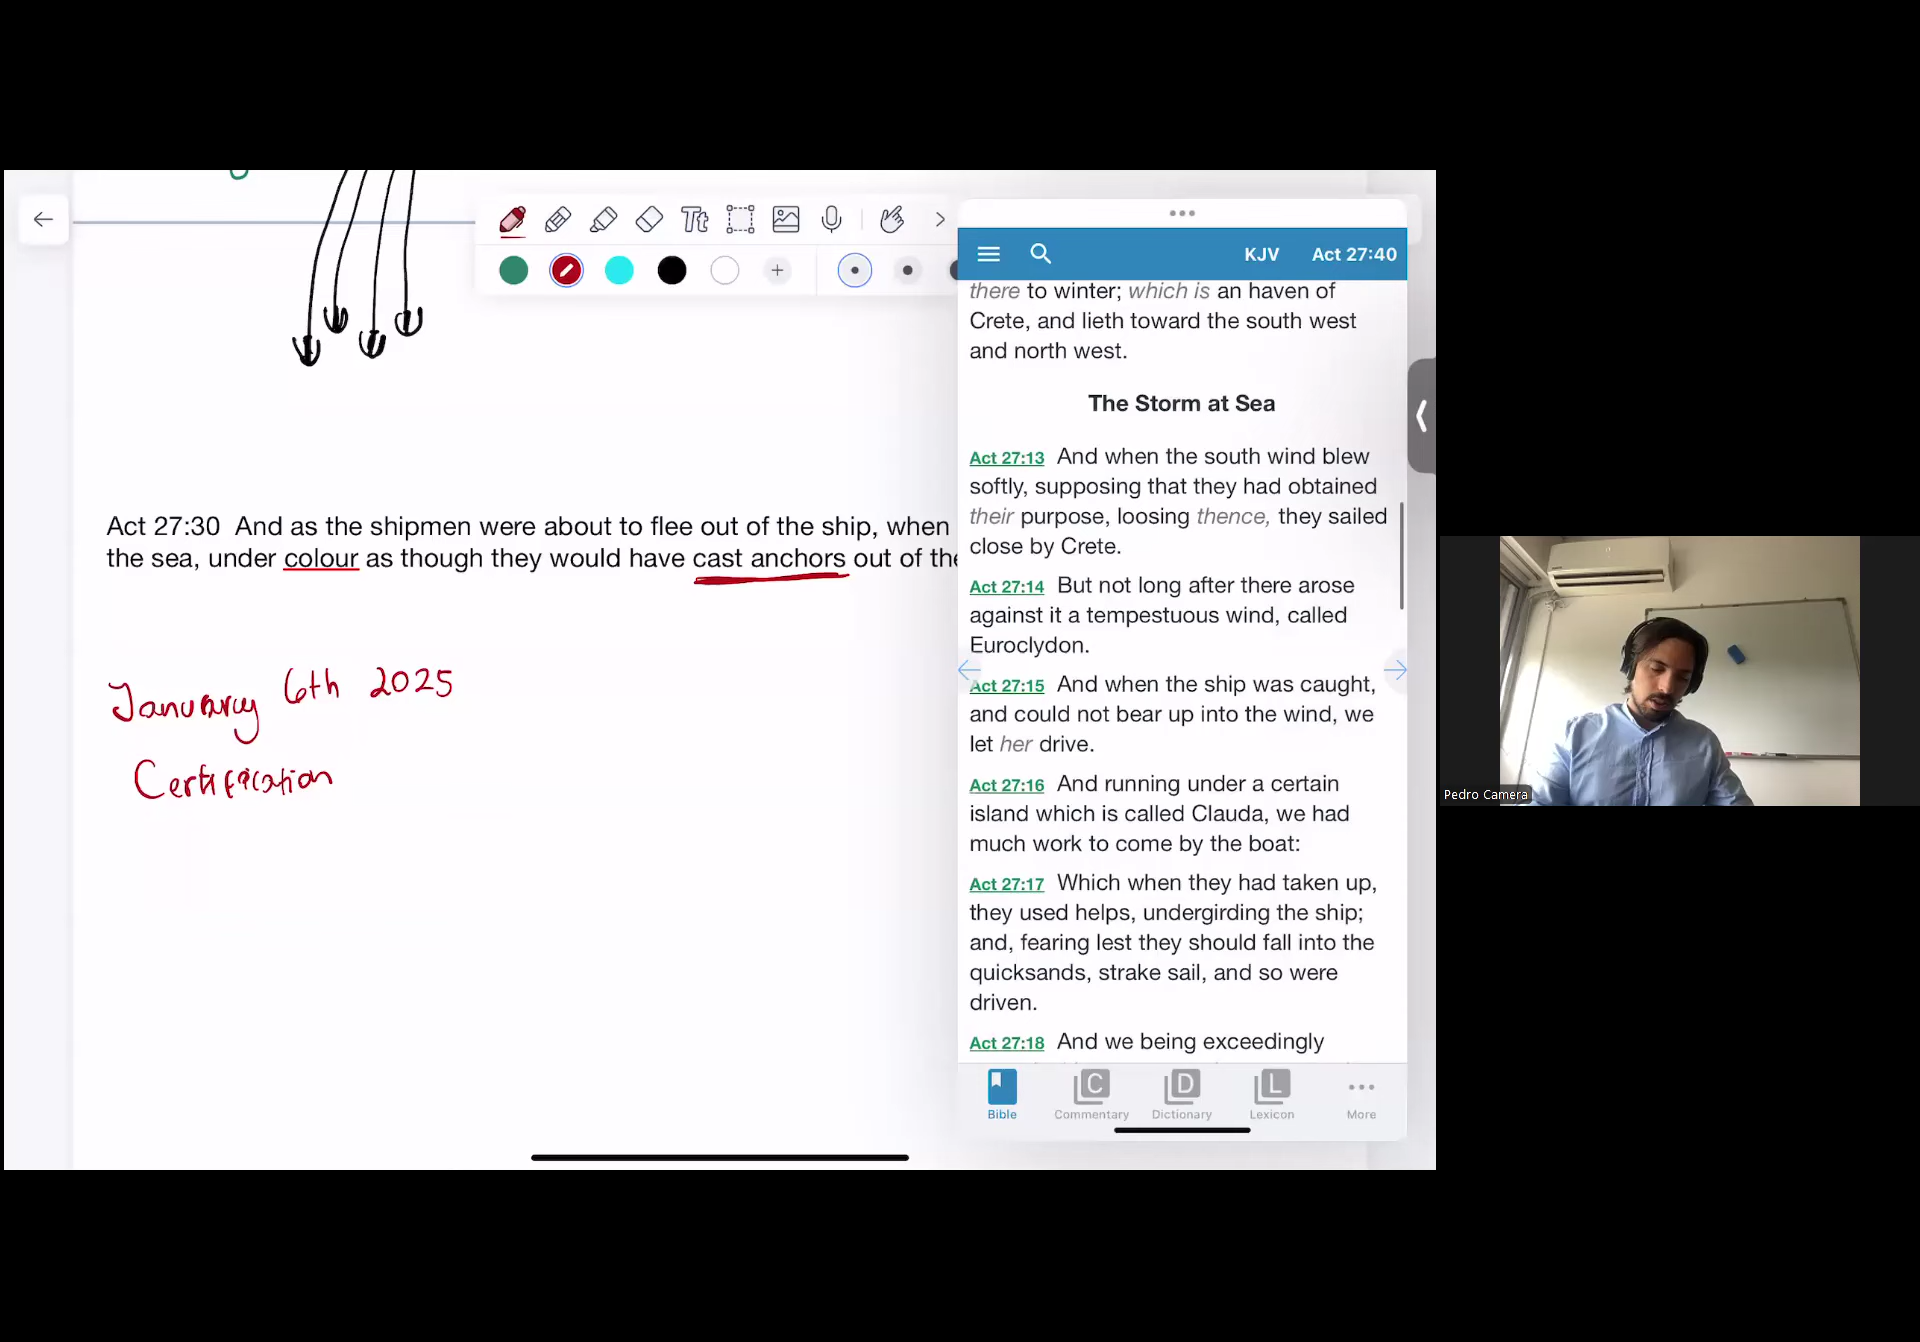 Tt
KJV Act 27:40
there to winter; which is an haven of
Crete, and lieth toward the south west
and north west.
The Storm at Sea
Act 27:13 And when the south wind blew
softly, supposing that they had obtained
their purpose, loosing thence, they sailed
close by Crete.
Act 27:14 But not long after there arose
against it a tempestuous wind, called
Euroclydon.
Act 27:15 And when the ship was caught,
and could not bear up into the wind, we
let her drive.
Act 27:16 And running under a certain
island which is called Clauda, we had
much work to come by the boat:
Act 27:17 Which when they had taken up,
they used helps, undergirding the ship;
and, fearing lest they should fall into the
quicksands, strake sail, and so were
driven.
Act 27:18 And we being exceedingly
C D L
Bible Commentary Dictionary Lexicon More
Act 27:30 And as the shipmen were about to flee out of the ship, when
the sea, under colour as though they would have cast anchors out of the
January 6th 2025
Certification
Pedro Camera